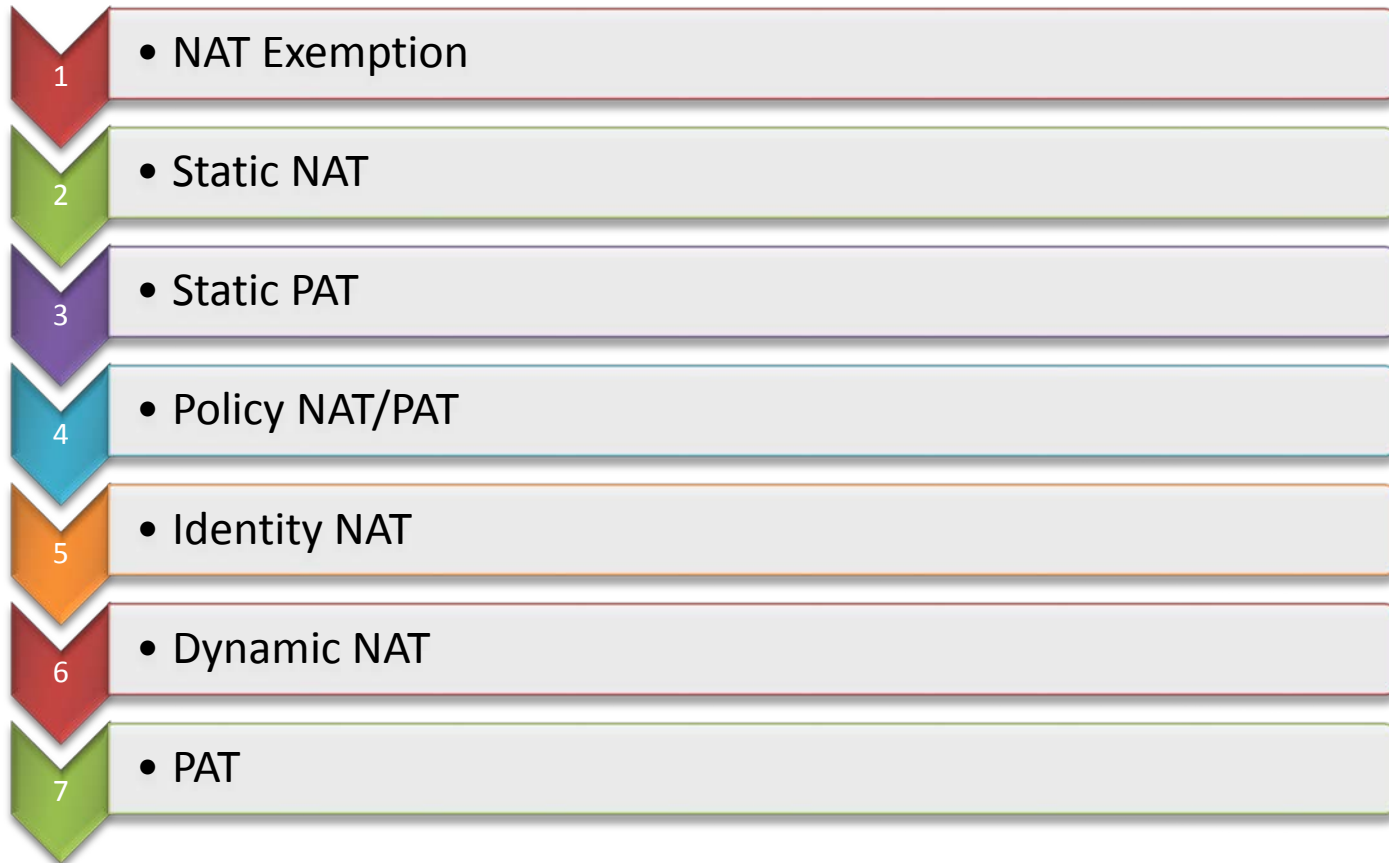 1 • NAT Exemption
2 • Static NAT
3 • Static PAT
4 • Policy NAT/PAT
5 • Identity NAT
6 • Dynamic NAT
7 • PAT